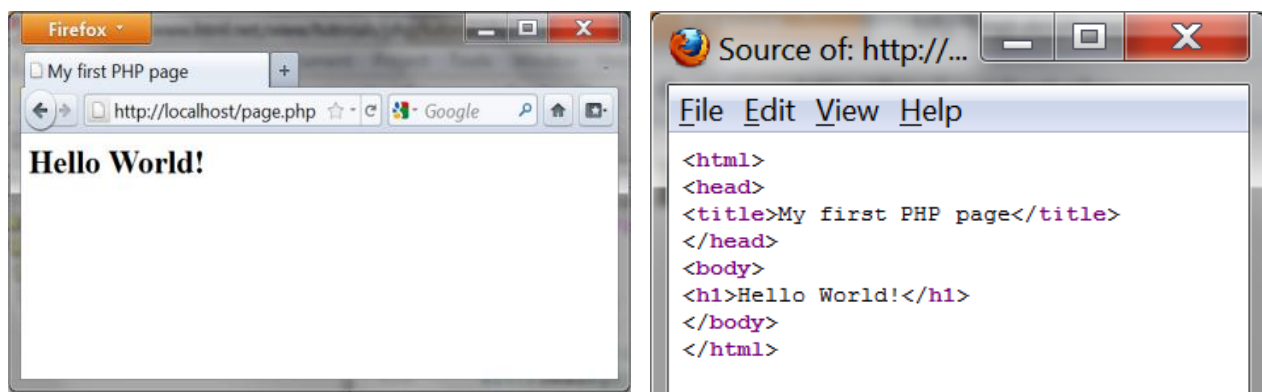 Firefox
My first PHP page
http://localhost/page.php
Google
Hello World!
Source of: http://...
File Edit View Help
<html>
<head>
<title>My first PHP page</title>
</head>
<body>
<h1>Hello World!</h1>
</body>
</html>